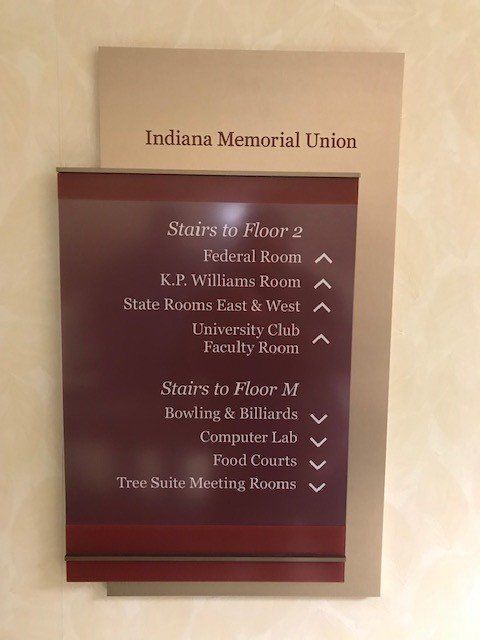 Indiana Memorial Union
Stairs to Floor 2
Federal Room
K.P. Williams Room
State Rooms East & West
University Club
Faculty Room
Stairs to Floor M
Bowling & Billiards
Computer Lab
Food Courts
Tree Suite Meeting Rooms